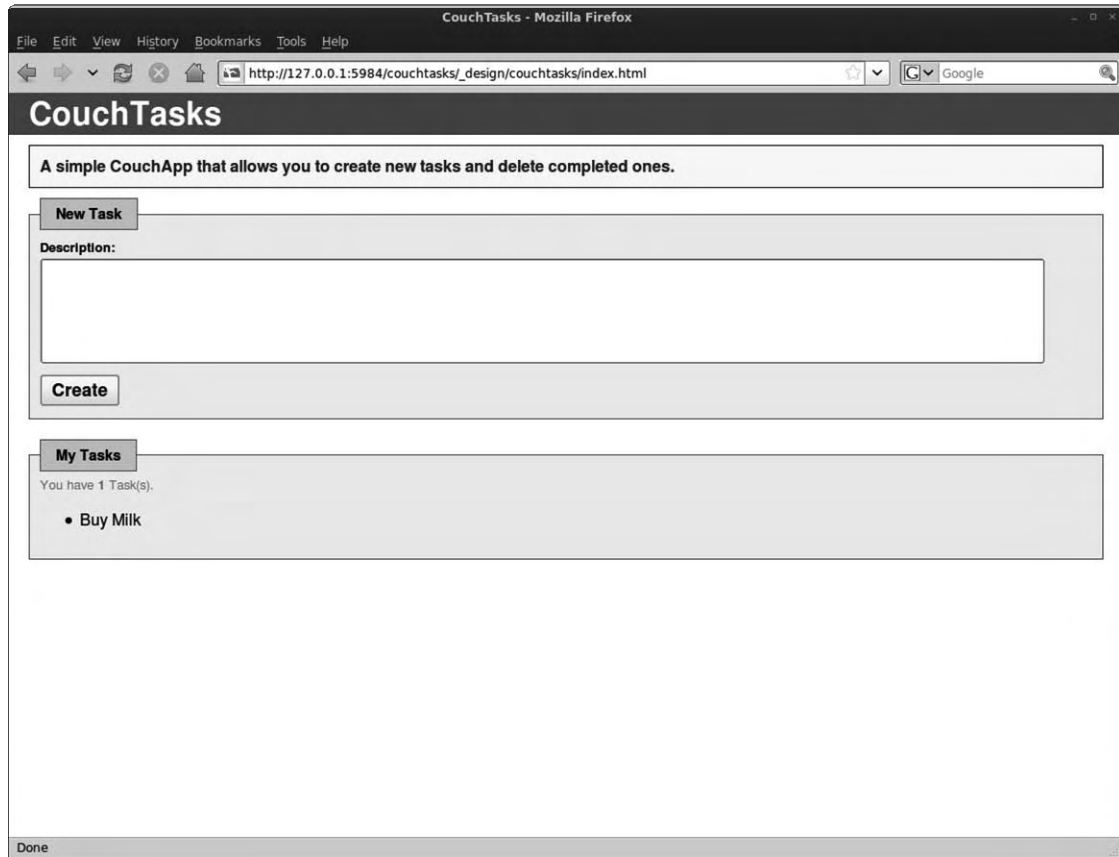 CouchTasks - Mozilla Firefox
File Edit View History Bookmarks Tools Help
http://127.0.0.1:5984/couchtasks/_design/couchtasks/index.html
G Google
CouchTasks
A simple CouchApp that allows you to create new tasks and delete completed ones.
New Task
Description:
Create
My Tasks
You have 1 Task(s).
• Buy Milk
Done